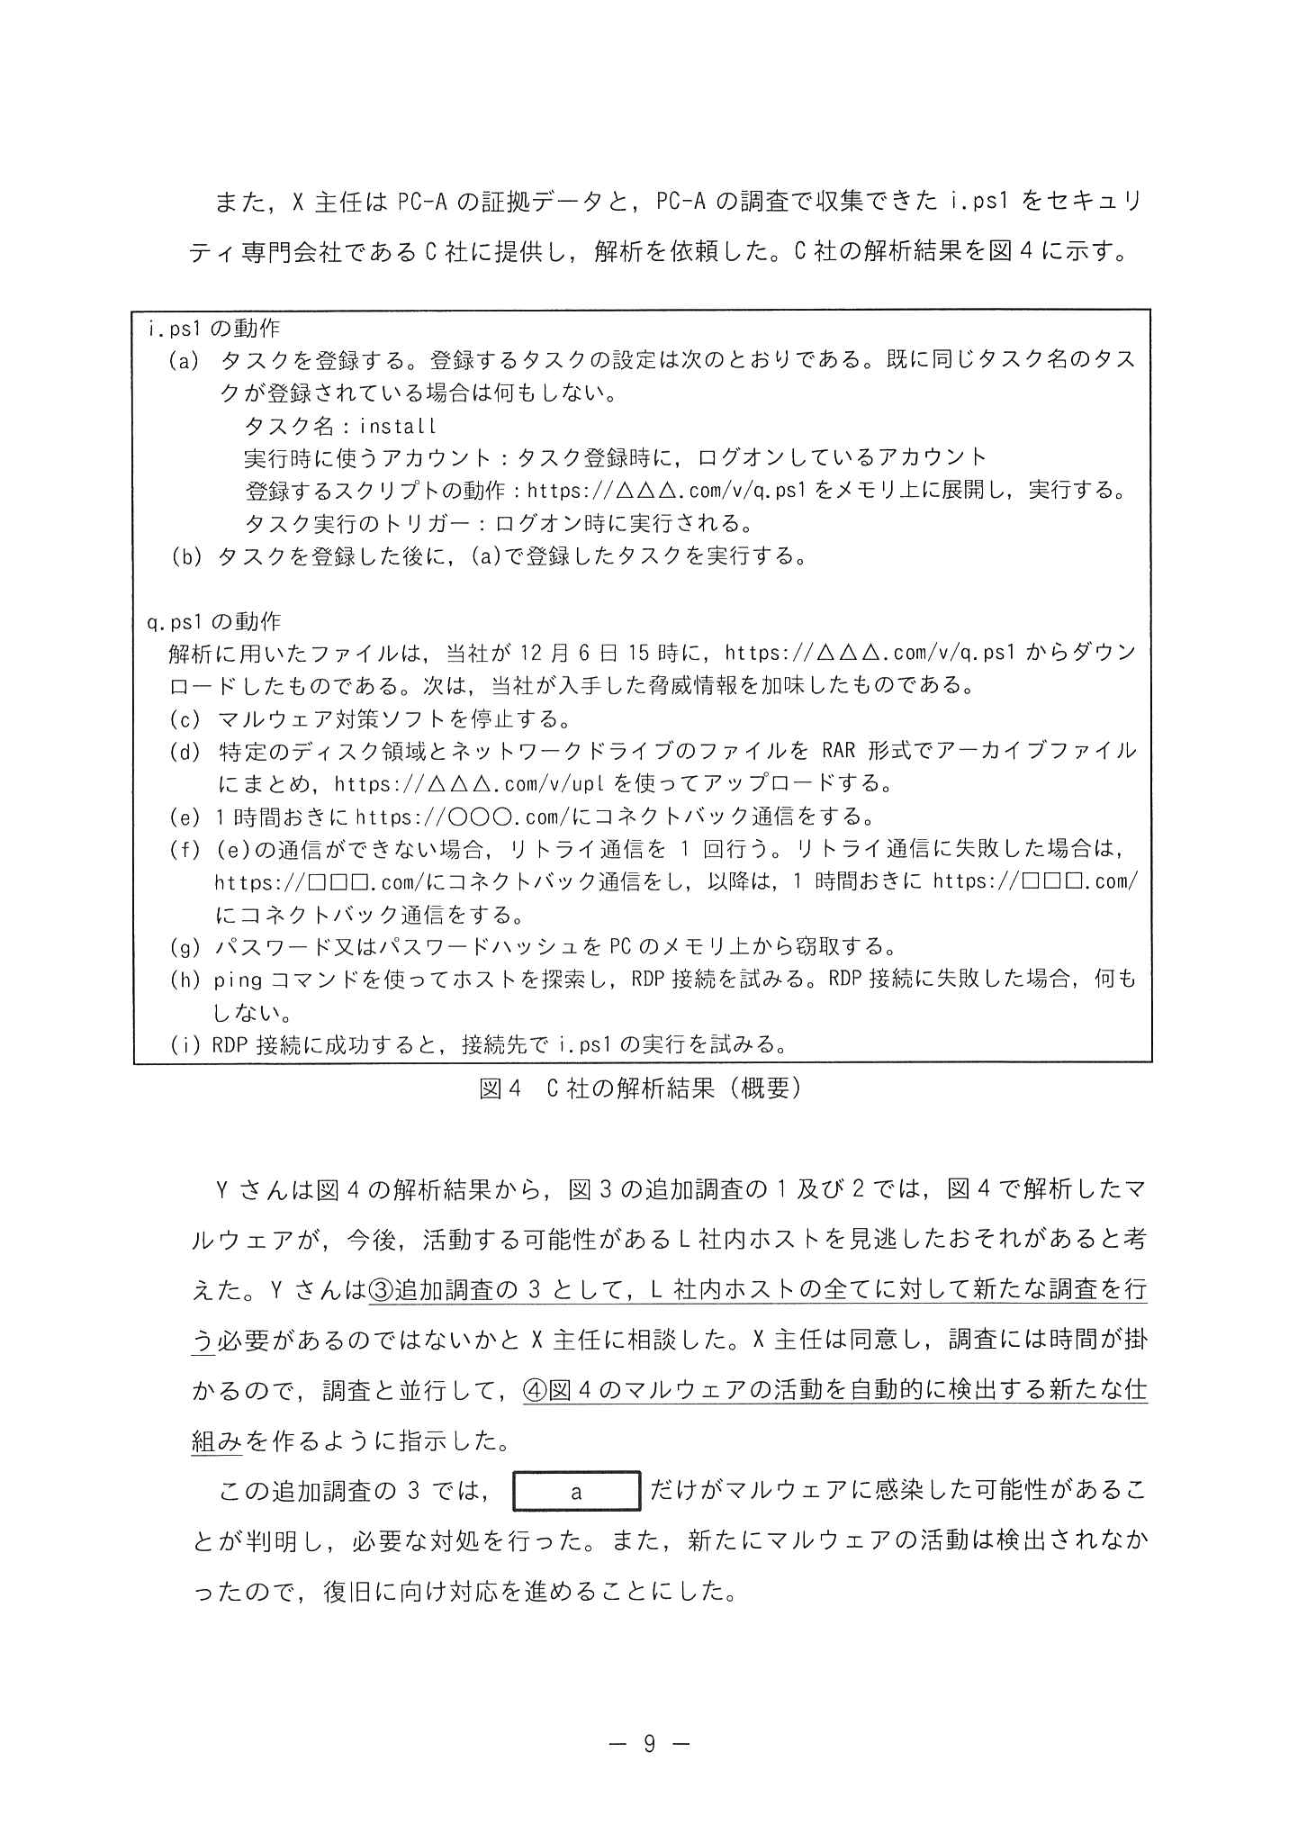 また，X 主任は PC-A の証拠データと，PC-A の調査で収集できた i.ps1 をセキュリ
ティ専門会社である C 社に提供し，解析を依頼した。C 社の解析結果を図 4 に示す。
i.ps1 の動作
(a) タスクを登録する。登録するタスクの設定は次のとおりである。既に同じタスク名のタス
クが登録されている場合は何もしない。
タスク名：install
実行時に使うアカウント：タスク登録時に，ログオンしているアカウント
登録するスクリプトの動作：https://△△△.com/v/q.ps1 をメモリ上に展開し，実行する。
タスク実行のトリガー：ログオン時に実行される。
(b) タスクを登録した後に，(a)で登録したタスクを実行する。
q.ps1 の動作
解析に用いたファイルは，当社が 12 月 6 日 15 時に，https://△△△.com/v/q.ps1 からダウン
ロードしたものである。次は，当社が入手した脅威情報を加味したものである。
(c) マルウェア対策ソフトを停止する。
(d) 特定のディスク領域とネットワークドライブのファイルを RAR 形式でアーカイブファイル
にまとめ，https://△△△.com/v/upl を使ってアップロードする。
(e) 1 時間おきに https://○○○.com/にコネクトバック通信をする。
(f) (e)の通信ができない場合，リトライ通信を 1 回行う。リトライ通信に失敗した場合は，
https://□□□.com/にコネクトバック通信をし，以降は，1 時間おきに https://□□□.com/
にコネクトバック通信をする。
(g) パスワード又はパスワードハッシュを PC のメモリ上から窃取する。
(h) ping コマンドを使ってホストを探索し，RDP 接続を試みる。RDP 接続に失敗した場合，何も
しない。
(i) RDP 接続に成功すると，接続先で i.ps1 の実行を試みる。
図 4 C 社の解析結果（概要）
Y さんは図 4 の解析結果から，図 3 の追加調査の 1 及び 2 では，図 4 で解析したマ
ルウェアが，今後，活動する可能性がある L 社内ホストを見逃したおそれがあると考
えた。Y さんは③追加調査の 3 として，L 社内ホストの全てに対して新たな調査を行
う必要があるのではないかと X 主任に相談した。X 主任は同意し，調査には時間が掛
かるので，調査と並行して，④図 4 のマルウェアの活動を自動的に検出する新たな仕
組みを作るように指示した。
この追加調査の 3 では， a だけがマルウェアに感染した可能性があるこ
とが判明し，必要な対処を行った。また，新たにマルウェアの活動は検出されなか
ったので，復旧に向け対応を進めることにした。
－ 9 －